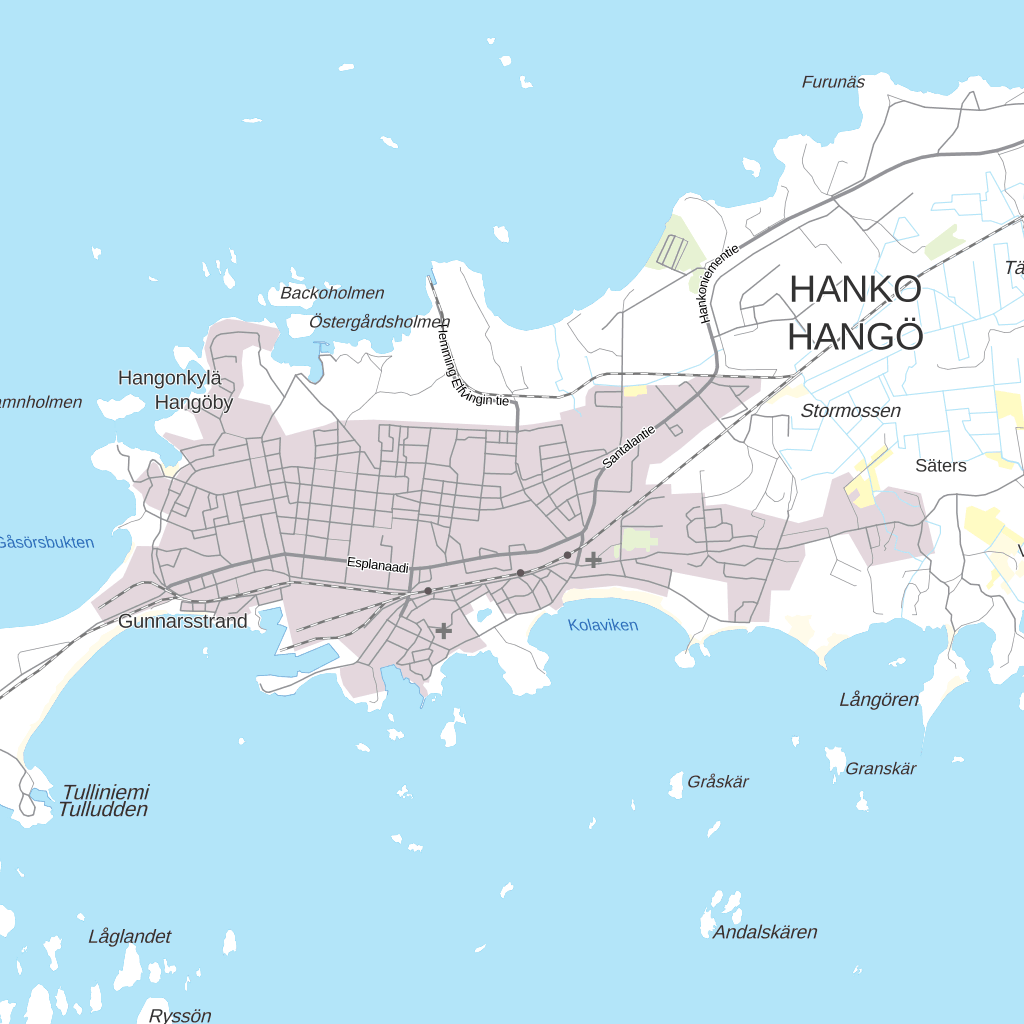 Furunäs
Hankoniementie
Tä
HANKO
HANGÖ
Backoholmen
Östergårdsholmen
Hemming Elfvingin tie
Hangonkylä
Hangöby
amnholmen
Stormossen
Santalantie
Säters
Gåsörsbukten
V
Esplanaadi
Gunnarsstrand
Kolaviken
Långören
Granskär
Gråskär
Tulliniemi
Tulludden
Låglandet
Andalskären
Ryssön